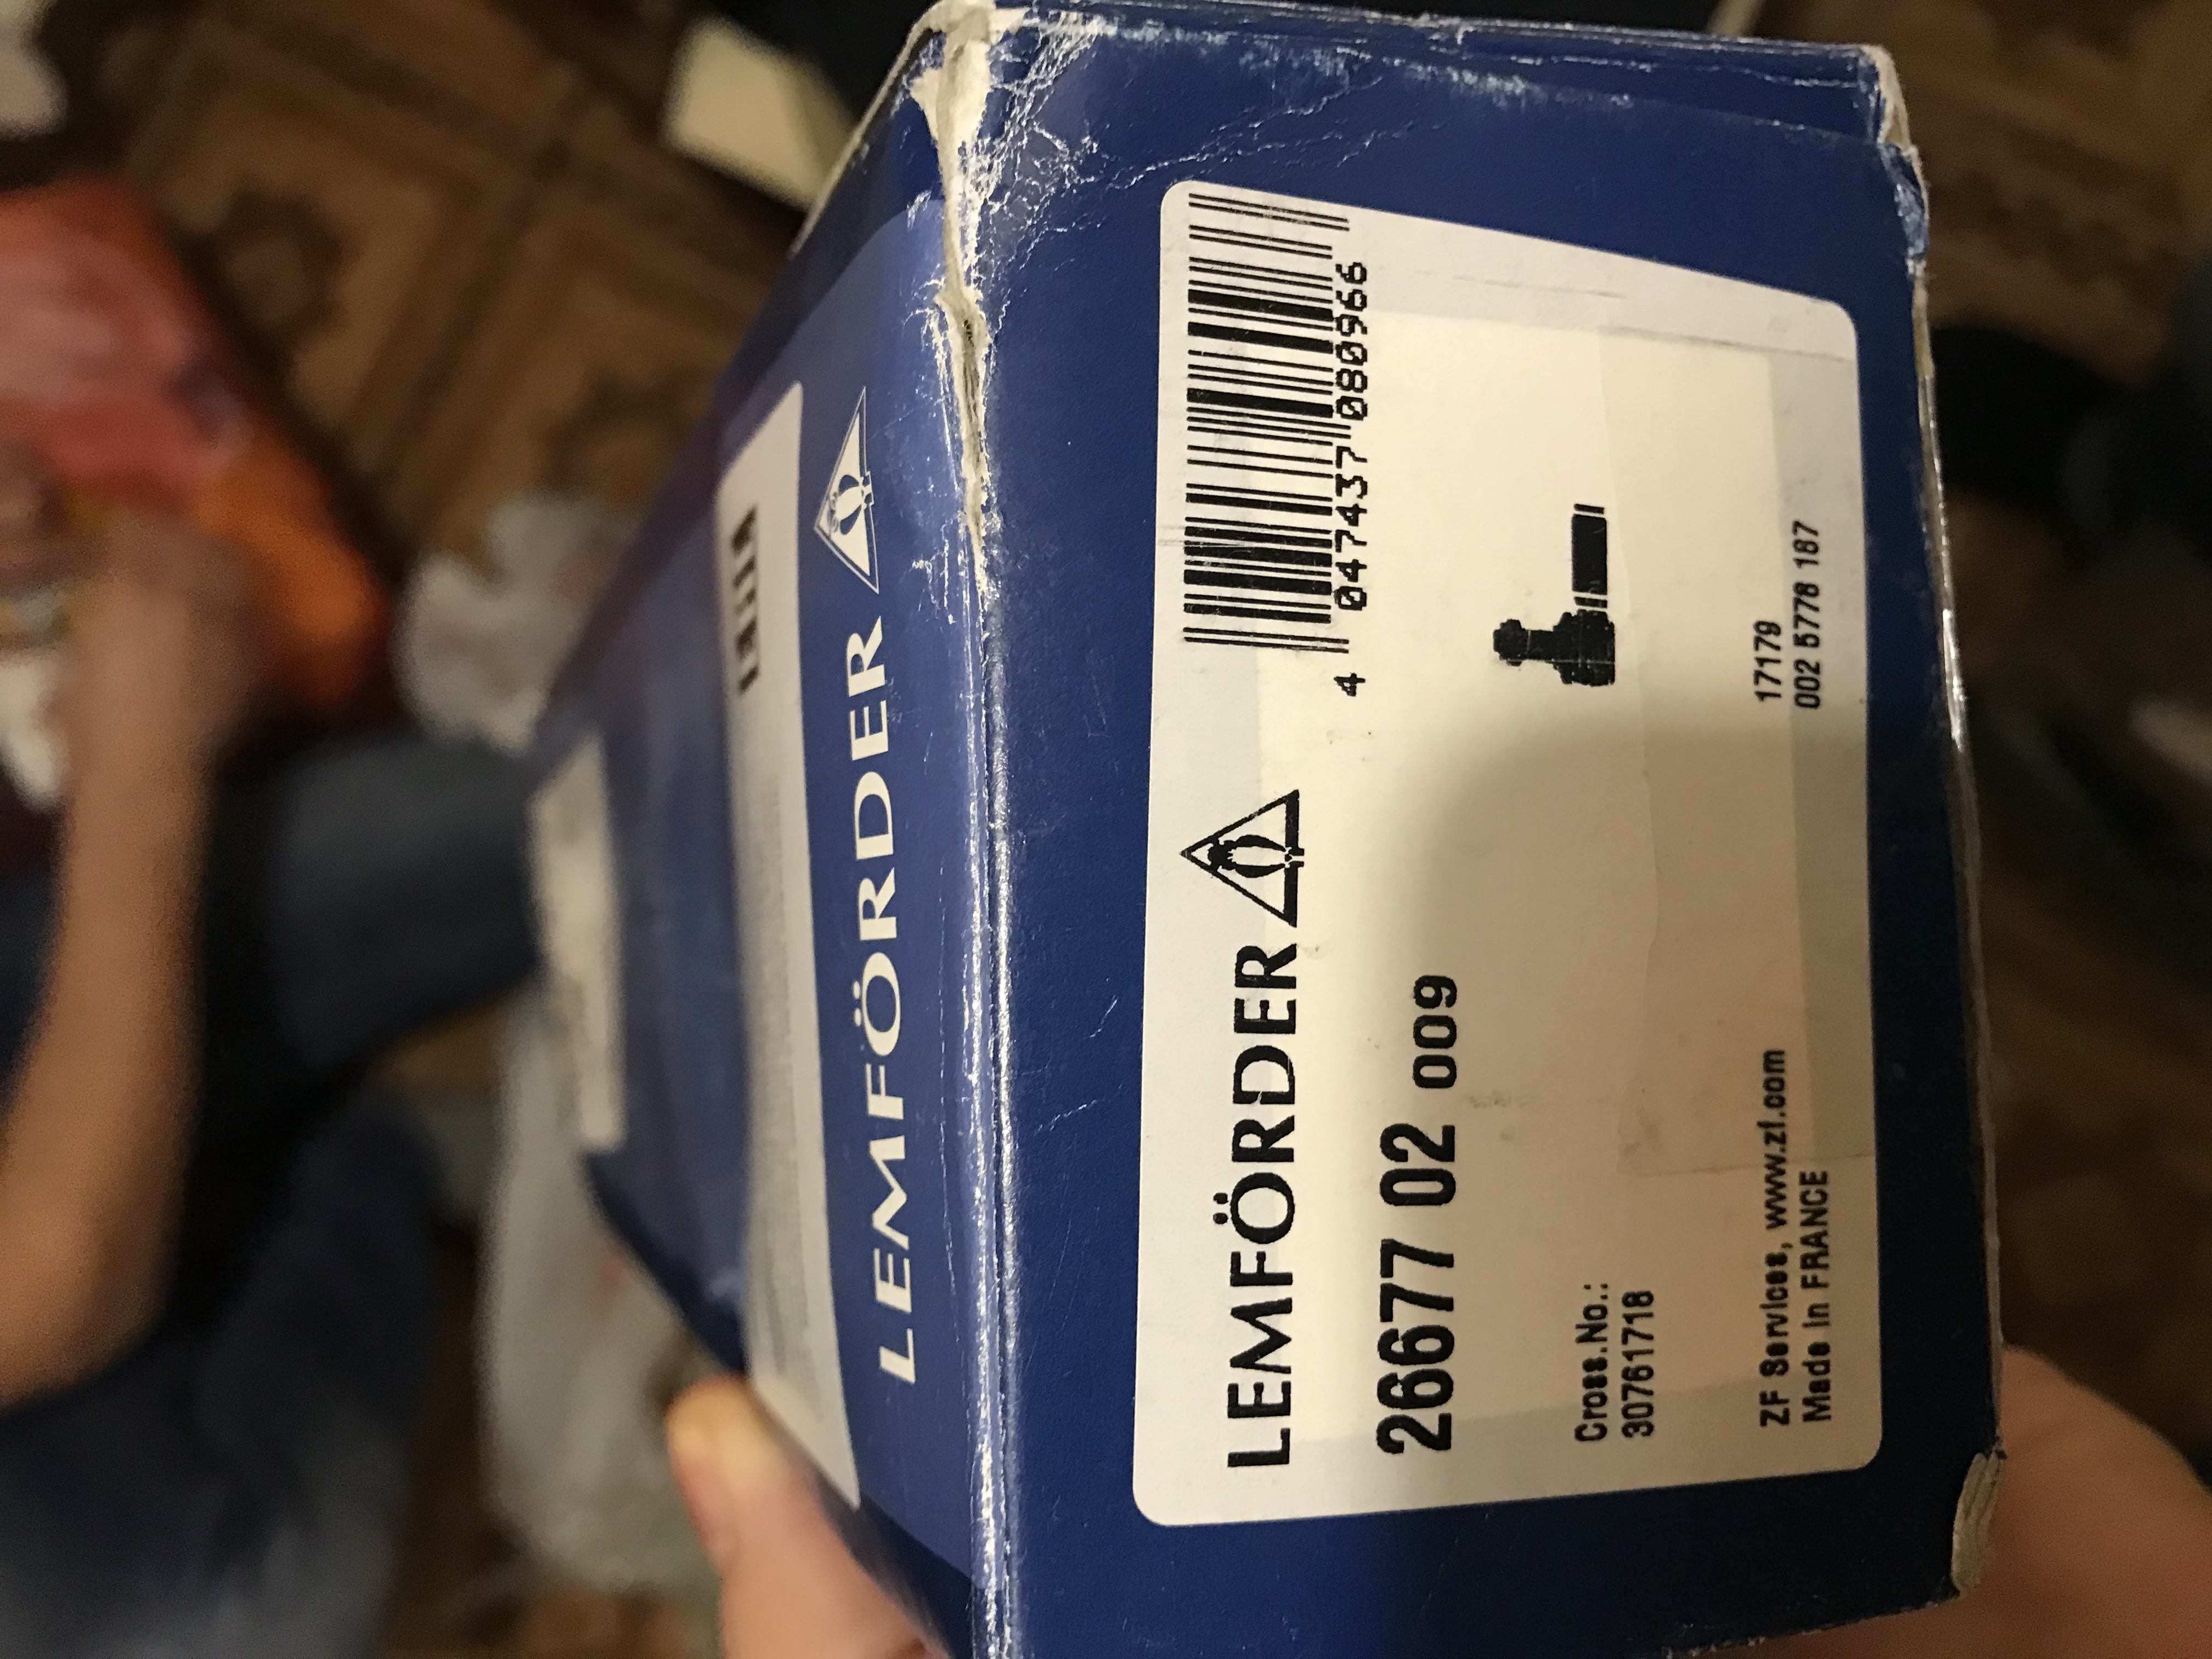 LEMFÖRDER
LEMFÖRDER
4 047437 080966
26677 02 009
Cross.No.:
30761718
17179
ZF Services, www.zf.com
002 5778 187
Made in FRANCE